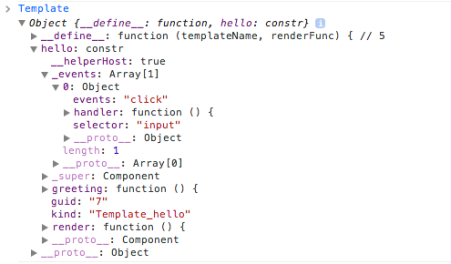 Template
Object {__define__: function, hello: constr}
__define__: function (templateName, renderFunc) { // 5
hello: constr
__helperHost: true
_events: Array[1]
0: Object
events: "click"
handler: function () {
selector: "input"
__proto__: Object
length: 1
__proto__: Array[0]
_super: Component
greeting: function () {
guid: "7"
kind: "Template_hello"
render: function () {
__proto__: Component
__proto__: Object